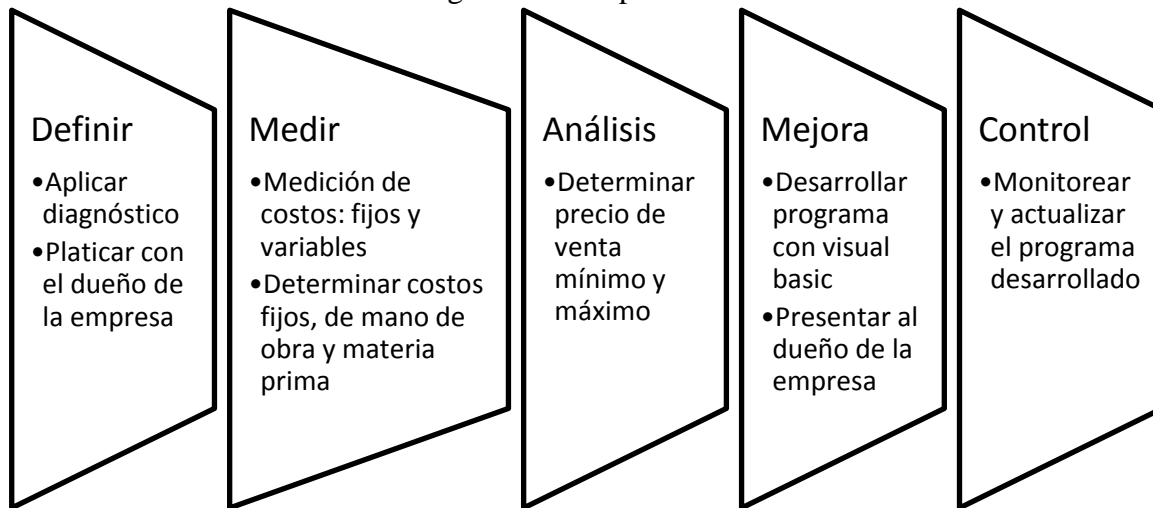 Definir
•Aplicar
diagnóstico
•Platicar con
el dueño de
la empresa
Medir
•Medición de
costos: fijos y
variables
•Determinar costos
fijos, de mano de
obra y materia
prima
Análisis
•Determinar
precio de
venta
mínimo y
máximo
Mejora
•Desarrollar
programa
con visual
basic
•Presentar al
dueño de la
empresa
Control
•Monitorear
y actualizar
el programa
desarrollado